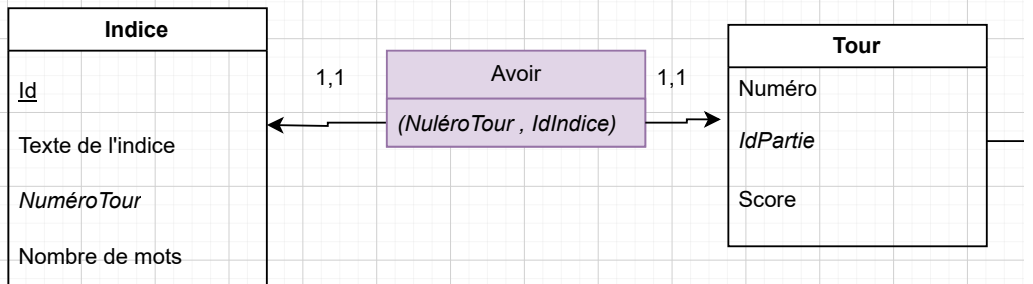 Indice
Id
Texte de l'indice
NuméroTour
Nombre de mots
1,1
Avoir
(NuléroTour , IdIndice)
1,1
Tour
Numéro
IdPartie
Score